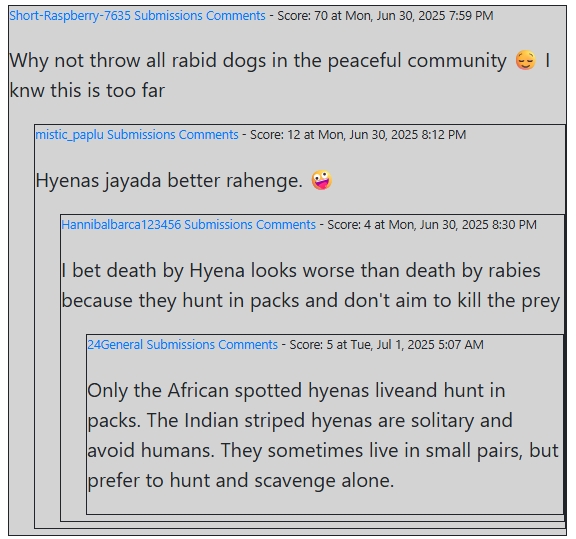 Short-Raspberry-7635 Submissions Comments - Score: 70 at Mon, Jun 30, 2025 7:59 PM
Why not throw all rabid dogs in the peaceful community 😌 I
knw this is too far
mistic_paplu Submissions Comments - Score: 12 at Mon, Jun 30, 2025 8:12 PM
Hyenas jayada better rahenge. 🤪
Hannibalbarca123456 Submissions Comments - Score: 4 at Mon, Jun 30, 2025 8:30 PM
I bet death by Hyena looks worse than death by rabies
because they hunt in packs and don't aim to kill the prey
24General Submissions Comments - Score: 5 at Tue, Jul 1, 2025 5:07 AM
Only the African spotted hyenas liveand hunt in
packs. The Indian striped hyenas are solitary and
avoid humans. They sometimes live in small pairs, but
prefer to hunt and scavenge alone.